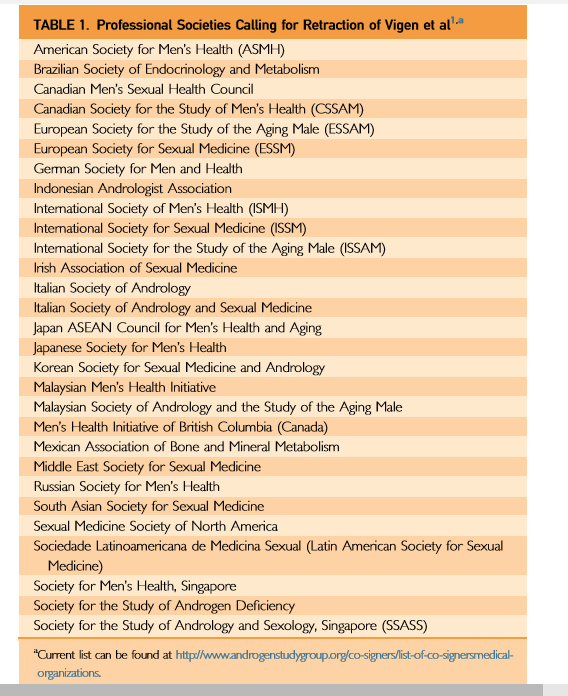 TABLE 1. Professional Societies Calling for Retraction of Vigen et al1,a
American Society for Men's Health (ASMH)
Brazilian Society of Endocrinology and Metabolism
Canadian Men's Sexual Health Council
Canadian Society for the Study of Men's Health (CSSAM)
European Society for the Study of the Aging Male (ESSAM)
European Society for Sexual Medicine (ESSM)
German Society for Men and Health
Indonesian Andrologist Association
International Society of Men's Health (ISMH)
International Society for Sexual Medicine (ISSM)
International Society for the Study of the Aging Male (ISSAM)
Irish Association of Sexual Medicine
Italian Society of Andrology
Italian Society of Andrology and Sexual Medicine
Japan ASEAN Council for Men's Health and Aging
Japanese Society for Men's Health
Korean Society for Sexual Medicine and Andrology
Malaysian Men's Health Initiative
Malaysian Society of Andrology and the Study of the Aging Male
Men's Health Initiative of British Columbia (Canada)
Mexican Association of Bone and Mineral Metabolism
Middle East Society for Sexual Medicine
Russian Society for Men's Health
South Asian Society for Sexual Medicine
Sexual Medicine Society of North America
Sociedade Latinoamericana de Medicina Sexual (Latin American Society for Sexual
Medicine)
Society for Men's Health, Singapore
Society for the Study of Androgen Deficiency
Society for the Study of Andrology and Sexology, Singapore (SSASS)
aCurrent list can be found at http://www.androgenstudygroup.org/co-signers/list-of-co-signersmedical-
organizations.